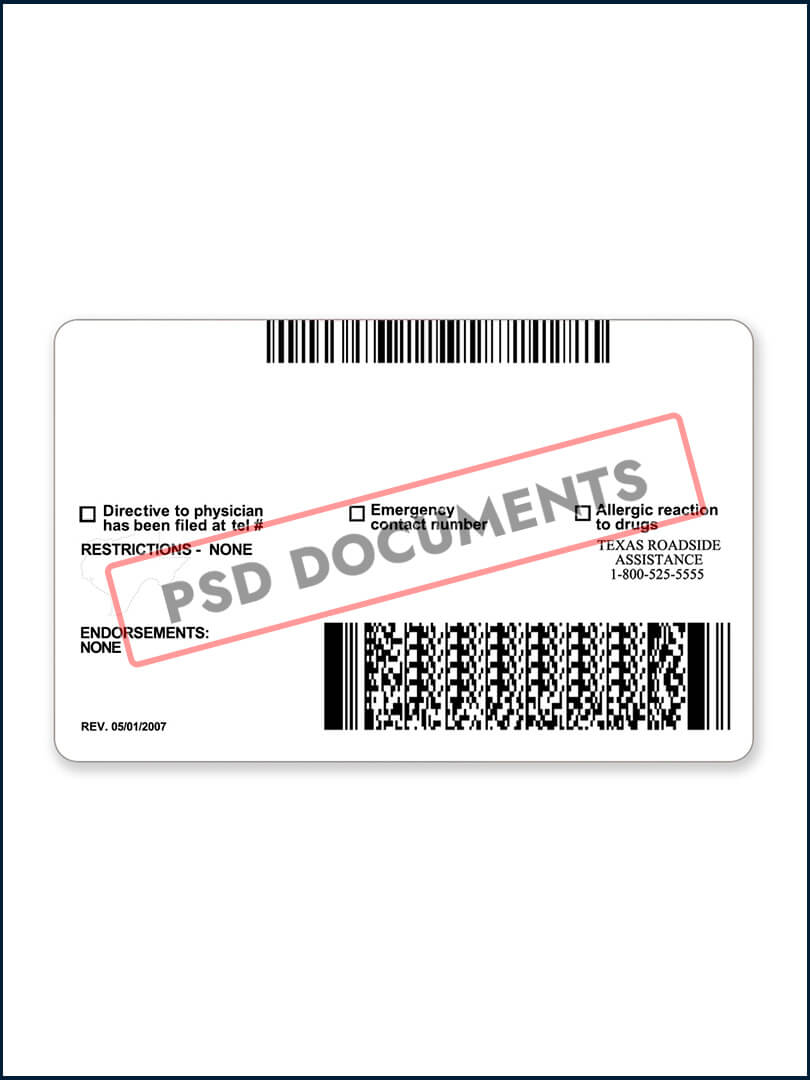 Directive to physician
has been filed at tel #
Emergency
contact number
Allergic reaction
to drugs
RESTRICTIONS - NONE
TEXAS ROADSIDE
ASSISTANCE
1-800-525-5555
PSD DOCUMENTS
ENDORSEMENTS:
NONE
REV. 05/01/2007